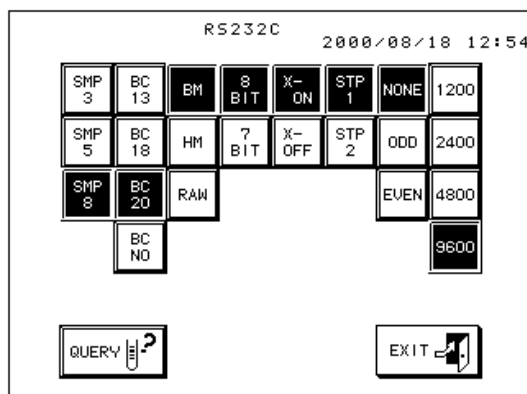 RS232C
2000/08/18 12:54
SMP 3
BC 13
BM
8 BIT
X- ON
STP 1
NONE
1200
SMP 5
BC 18
HM
7 BIT
X- OFF
STP 2
ODD
2400
SMP 8
BC 20
RAW
EVEN
4800
BC NO
9600
QUERY ?
EXIT